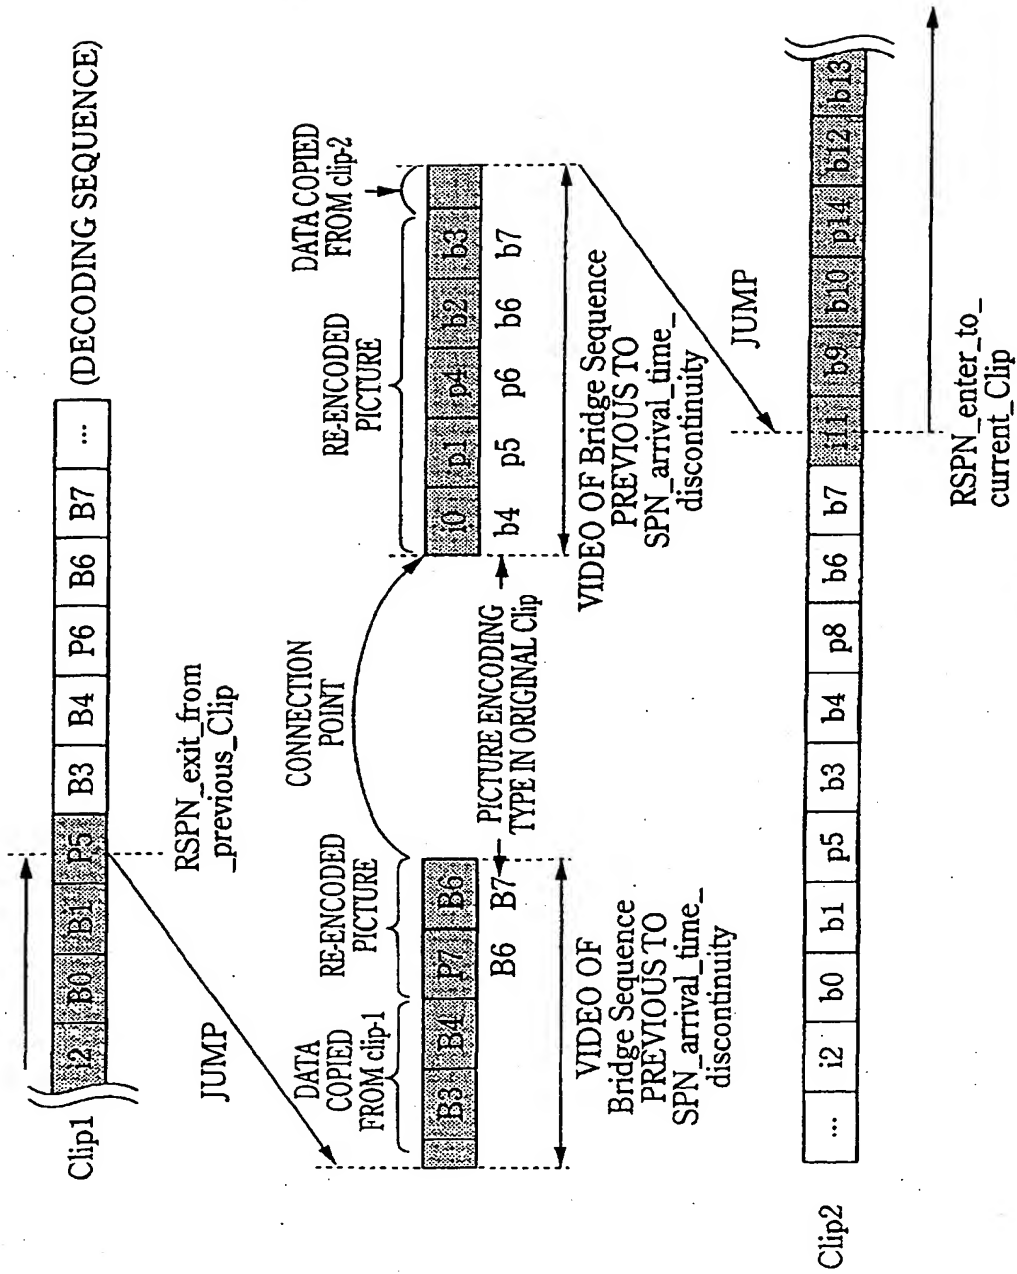 Clip1
i2 B0 B1 P5 B3 B4 P6 B6 B7 ... (DECODING SEQUENCE)
JUMP
RSPN_exit_from
_previous_Clip
DATA
COPIED
FROM clip-1
RE-ENCODED
PICTURE
CONNECTION
POINT
RE-ENCODED
PICTURE
DATA COPIED
FROM clip-2
B3 B4 P7 B6
i0 p1 p4 b2 b3
B6 B7
PICTURE ENCODING
TYPE IN ORIGINAL Clip
b4 p5 p6 b6 b7
VIDEO OF
Bridge Sequence
PREVIOUS TO
SPN_arrival_time_
discontinuity
VIDEO OF Bridge Sequence
PREVIOUS TO
SPN_arrival_time_
discontinuity
JUMP
Clip2
... i2 b0 b1 p5 b3 b4 p8 b6 b7 i11 b9 b10 p14 b12 b13
RSPN_enter_to_
current_Clip